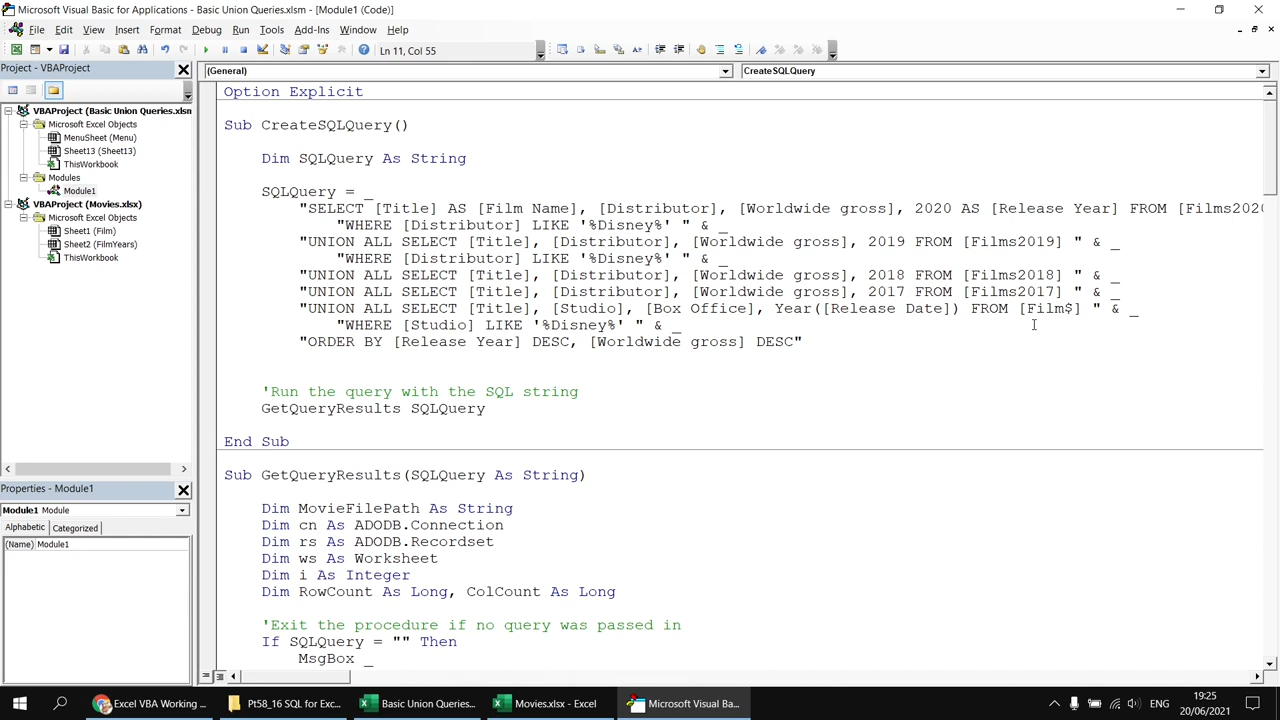 Microsoft Visual Basic for Applications - Basic Union Queries.xlsm - [Module1 (Code)]
File Edit View Insert Format Debug Run Tools Add-Ins Window Help
Ln 11, Col 55
Project - VBAProject
(General)
CreateSQLQuery
VBAProject (Basic Union Queries.xlsm
Microsoft Excel Objects
MenuSheet (Menu)
Sheet13 (Sheet13)
ThisWorkbook
Modules
Module1
VBAProject (Movies.xlsx)
Microsoft Excel Objects
Sheet1 (Film)
Sheet2 (FilmYears)
ThisWorkbook
Properties - Module1
Module1 Module
Alphabetic Categorized
(Name) Module1
Option Explicit
Sub CreateSQLQuery()
Dim SQLQuery As String
SQLQuery = _
"SELECT [Title] AS [Film Name], [Distributor], [Worldwide gross], 2020 AS [Release Year] FROM [Films2020
"WHERE [Distributor] LIKE '%Disney%' " & _
"UNION ALL SELECT [Title], [Distributor], [Worldwide gross], 2019 FROM [Films2019] " & _
"WHERE [Distributor] LIKE '%Disney%' " & _
"UNION ALL SELECT [Title], [Distributor], [Worldwide gross], 2018 FROM [Films2018] " & _
"UNION ALL SELECT [Title], [Distributor], [Worldwide gross], 2017 FROM [Films2017] " & _
"UNION ALL SELECT [Title], [Studio], [Box Office], Year([Release Date]) FROM [Film$] " & _
"WHERE [Studio] LIKE '%Disney%' " & _
"ORDER BY [Release Year] DESC, [Worldwide gross] DESC"
'Run the query with the SQL string
GetQueryResults SQLQuery
End Sub
Sub GetQueryResults(SQLQuery As String)
Dim MovieFilePath As String
Dim cn As ADODB.Connection
Dim rs As ADODB.Recordset
Dim ws As Worksheet
Dim i As Integer
Dim RowCount As Long, ColCount As Long
'Exit the procedure if no query was passed in
If SQLQuery = "" Then
MsgBox _
Excel VBA Working ...
Pt58_16 SQL for Exc...
Basic Union Queries...
Movies.xlsx - Excel
Microsoft Visual Ba...
ENG
19:25
20/06/2021